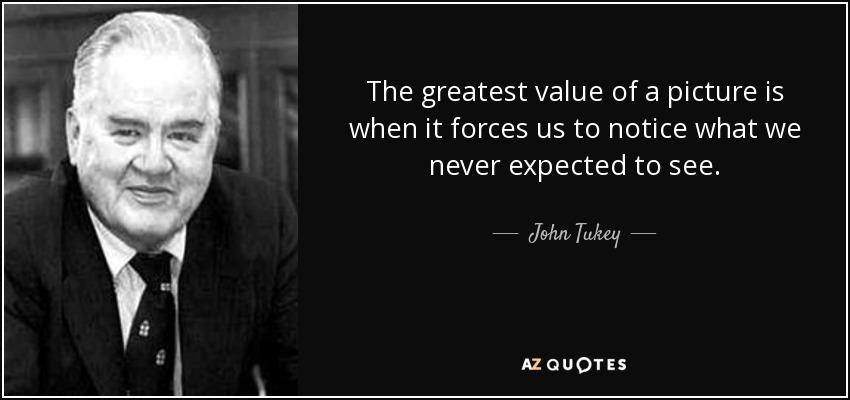 The greatest value of a picture is
when it forces us to notice what we
never expected to see.
John Tukey
AZ QUOTES